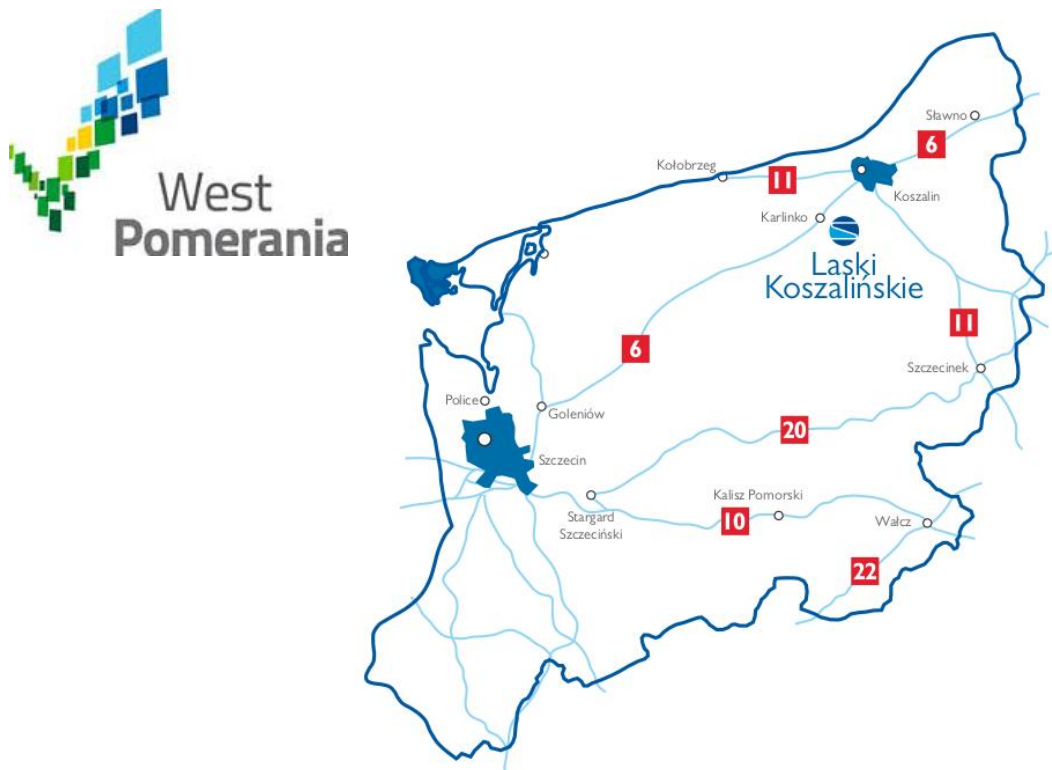 West
Pomerania
Sławno
6
Kołobrzeg
11
Koszalin
Karlinko
Laski
Koszalińskie
11
6
Szczecinek
Police
Goleniów
20
Szczecin
Kalisz Pomorski
Stargard
Szczeciński
10
Wałcz
22